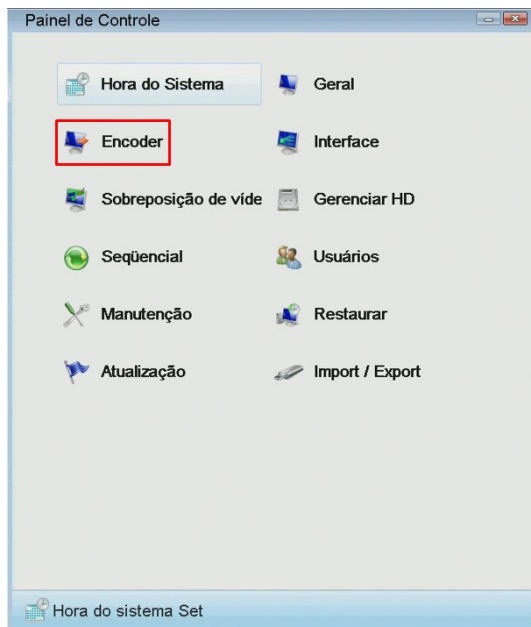 Painel de Controle
Hora do Sistema
Geral
Encoder
Interface
Sobreposição de víde
Gerenciar HD
Seqüencial
Usuários
Manutenção
Restaurar
Atualização
Import / Export
Hora do sistema Set